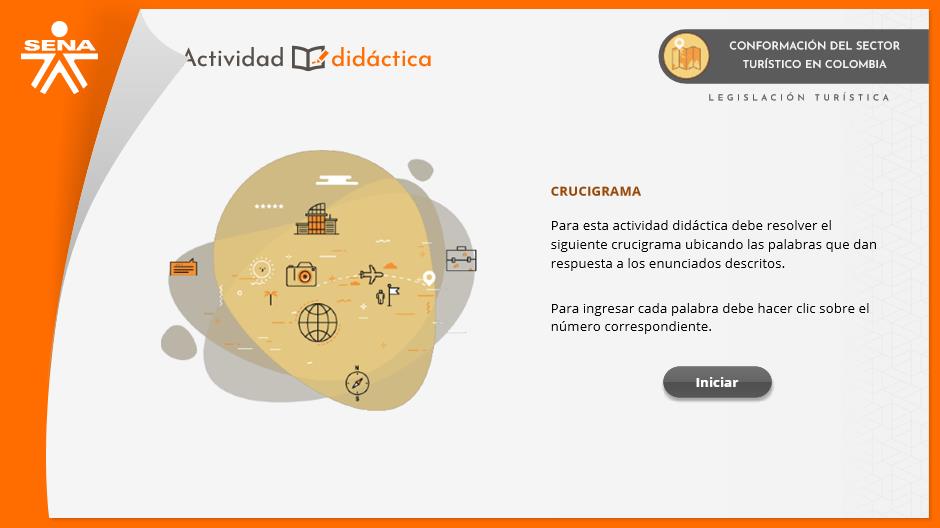 SENA
Actividad didáctica
CONFORMACIÓN DEL SECTOR
TURÍSTICO EN COLOMBIA
LEGISLACIÓN TURÍSTICA
CRUCIGRAMA
Para esta actividad didáctica debe resolver el
siguiente crucigrama ubicando las palabras que dan
respuesta a los enunciados descritos.
Para ingresar cada palabra debe hacer clic sobre el
número correspondiente.
Iniciar
N
S